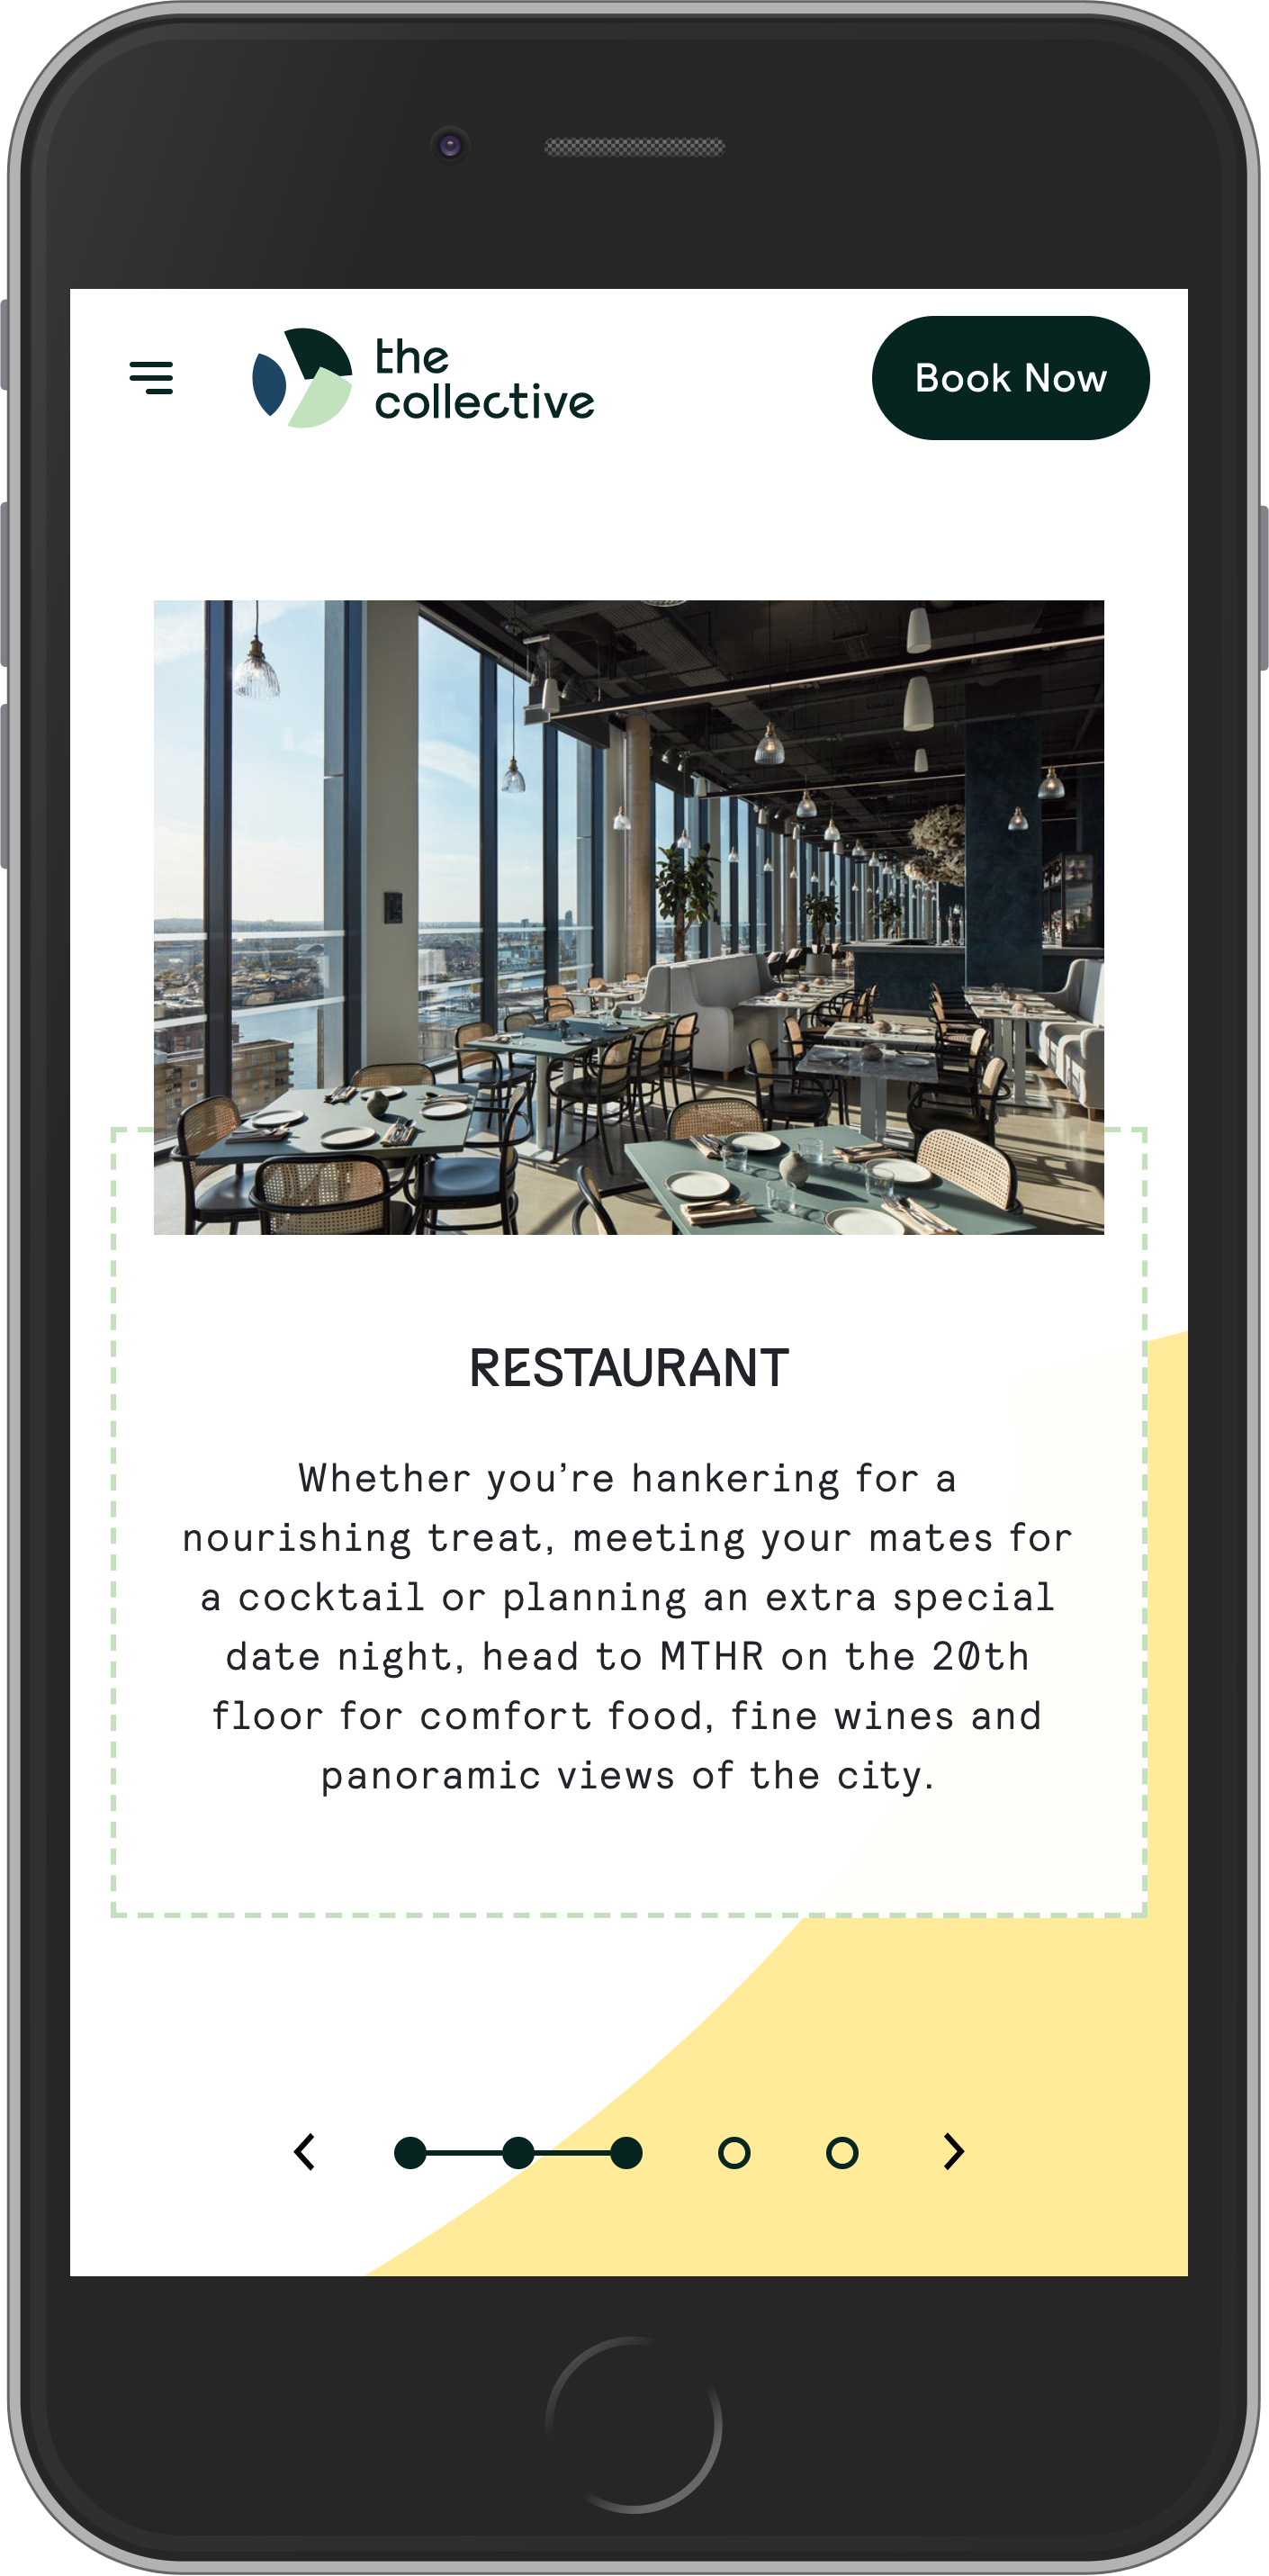 the
collective
Book Now
RESTAURANT
Whether you’re hankering for a
nourishing treat, meeting your mates for
a cocktail or planning an extra special
date night, head to MTHR on the 20th
floor for comfort food, fine wines and
panoramic views of the city.